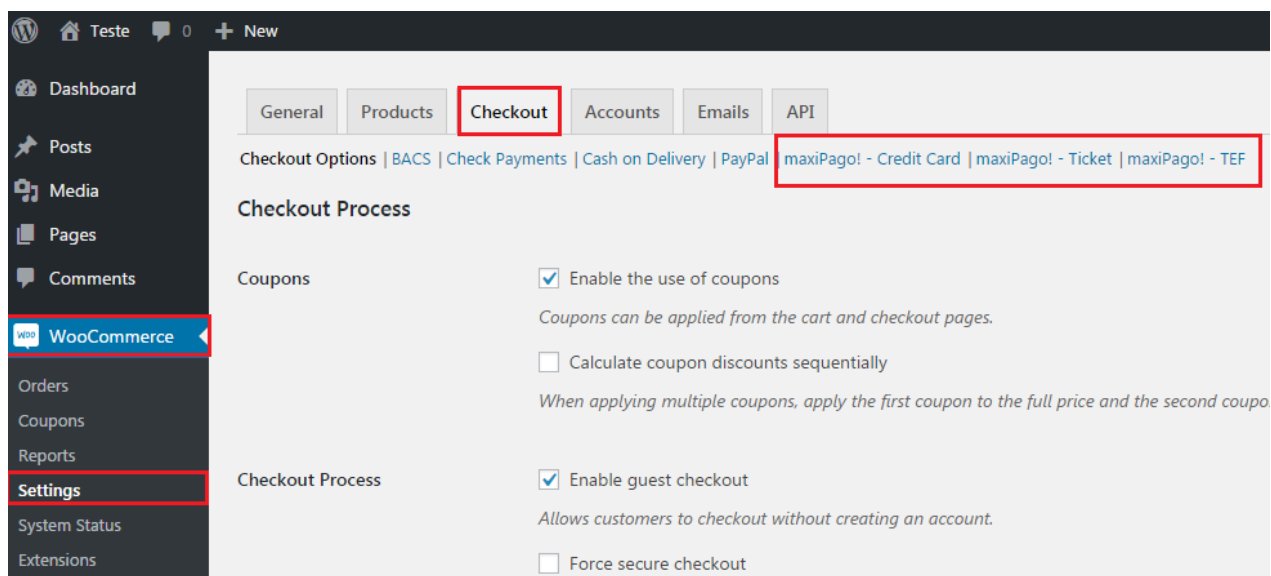 Teste 0 New
Dashboard
Posts
Media
Pages
Comments
WOO WooCommerce
Orders
Coupons
Reports
Settings
System Status
Extensions
General Products Checkout Accounts Emails API
Checkout Options | BACS | Check Payments | Cash on Delivery | PayPal | maxiPago! - Credit Card | maxiPago! - Ticket | maxiPago! - TEF
Checkout Process
Coupons
Enable the use of coupons
Coupons can be applied from the cart and checkout pages.
Calculate coupon discounts sequentially
When applying multiple coupons, apply the first coupon to the full price and the second coupo
Checkout Process
Enable guest checkout
Allows customers to checkout without creating an account.
Force secure checkout